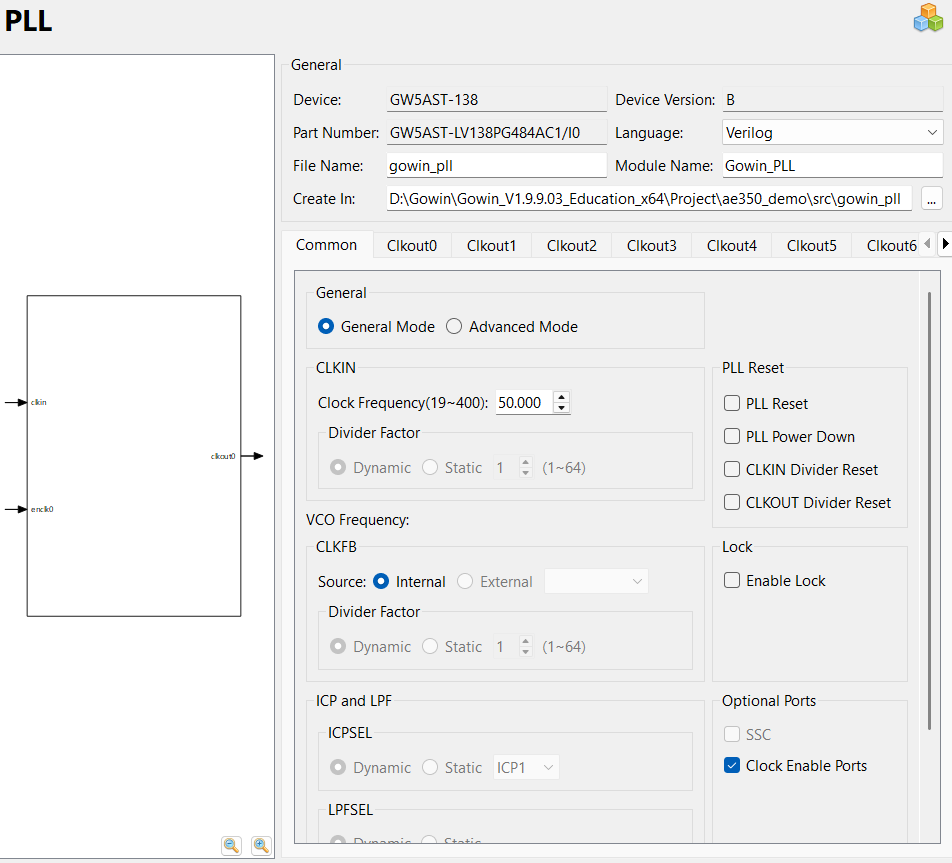 PLL
General
Device: GW5AST-138 Device Version: B
Part Number: GW5AST-LV138PG484AC1/I0 Language: Verilog
File Name: gowin_pll Module Name: Gowin_PLL
Create In: D:\Gowin\Gowin_V1.9.9.03_Education_x64\Project\ae350_demo\src\gowin_pll ...
Common Clkout0 Clkout1 Clkout2 Clkout3 Clkout4 Clkout5 Clkout6
General
General Mode Advanced Mode
CLKIN
Clock Frequency(19~400): 50.000
Divider Factor
Dynamic Static 1 (1~64)
VCO Frequency:
CLKFB
Source: Internal External
Divider Factor
Dynamic Static 1 (1~64)
ICP and LPF
ICPSEL
Dynamic Static ICP1
LPFSEL
Dynamic Static
PLL Reset
PLL Reset
PLL Power Down
CLKIN Divider Reset
CLKOUT Divider Reset
Lock
Enable Lock
Optional Ports
SSC
Clock Enable Ports
clkin
clkout0
enclk0